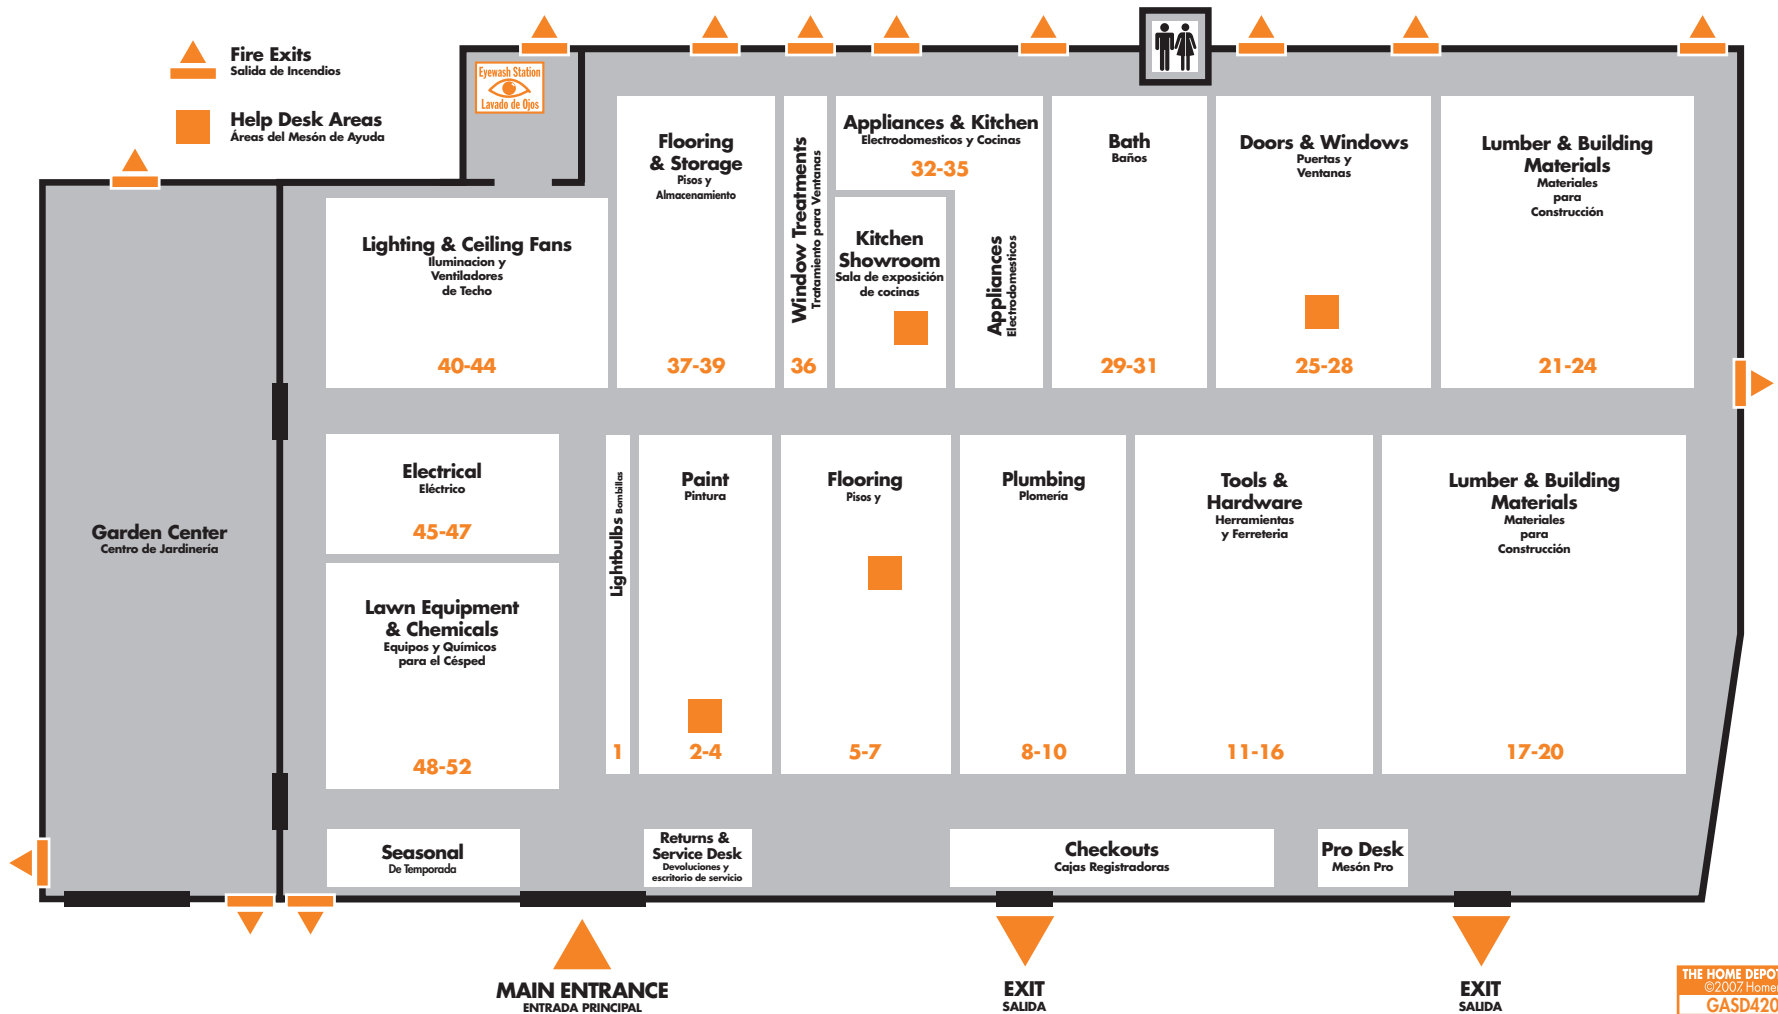 Fire Exits
Salida de Incendios
Help Desk Areas
Áreas del Mesón de Ayuda
Eyewash Station
Lavado de Ojos
Flooring
& Storage
Pisos y
Almacenamiento
37-39
Window Treatments
Tratamiento para Ventanas
36
Appliances & Kitchen
Electrodomesticos y Cocinas
32-35
Kitchen
Showroom
Sala de exposición
de cocinas
Appliances
Electrodomesticos
Bath
Baños
29-31
Doors & Windows
Puertas y
Ventanas
25-28
Lumber & Building
Materials
Materiales
para
Construcción
21-24
Lighting & Ceiling Fans
Iluminacion y
Ventiladores
de Techo
40-44
Garden Center
Centro de Jardinería
Electrical
Eléctrico
45-47
Lawn Equipment
& Chemicals
Equipos y Químicos
para el Césped
48-52
Lightbulbs Bombillas
1
Paint
Pintura
2-4
Flooring
Pisos y
5-7
Plumbing
Plomería
8-10
Tools &
Hardware
Herramientas
y Ferreteria
11-16
Lumber & Building
Materials
Materiales
para
Construcción
17-20
Seasonal
De Temporada
Returns &
Service Desk
Devoluciones y
escritorio de servicio
Checkouts
Cajas Registradoras
Pro Desk
Mesón Pro
MAIN ENTRANCE
ENTRADA PRINCIPAL
EXIT
SALIDA
EXIT
SALIDA
THE HOME DEPOT
©2007, Homer
GASD420